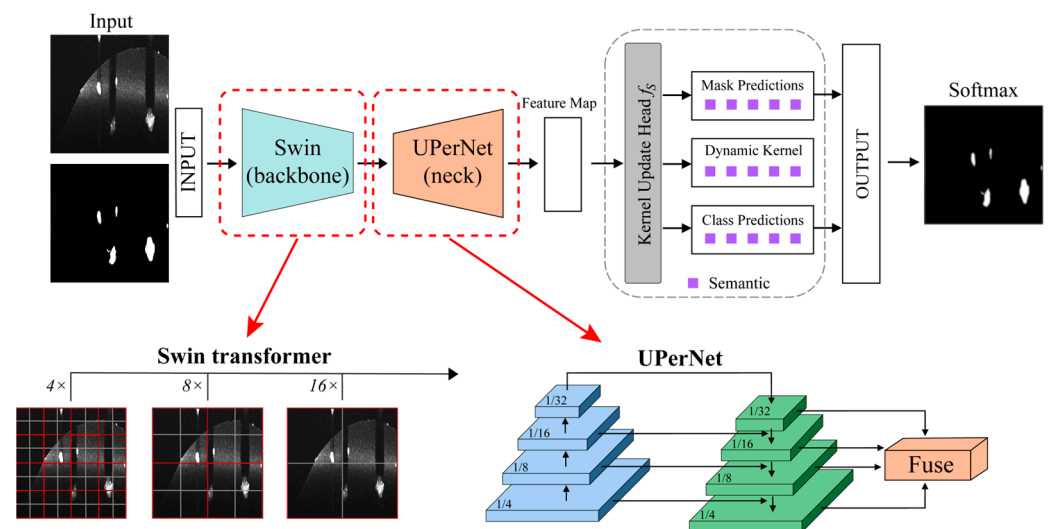 Input
INPUT
Swin
(backbone)
UPerNet
(neck)
Feature Map
Kernel Update Head fS
Mask Predictions
Dynamic Kernel
Class Predictions
Semantic
OUTPUT
Softmax
Swin transformer
4×
8×
16×
UPerNet
1/32
1/16
1/8
1/4
1/32
1/16
1/8
1/4
Fuse